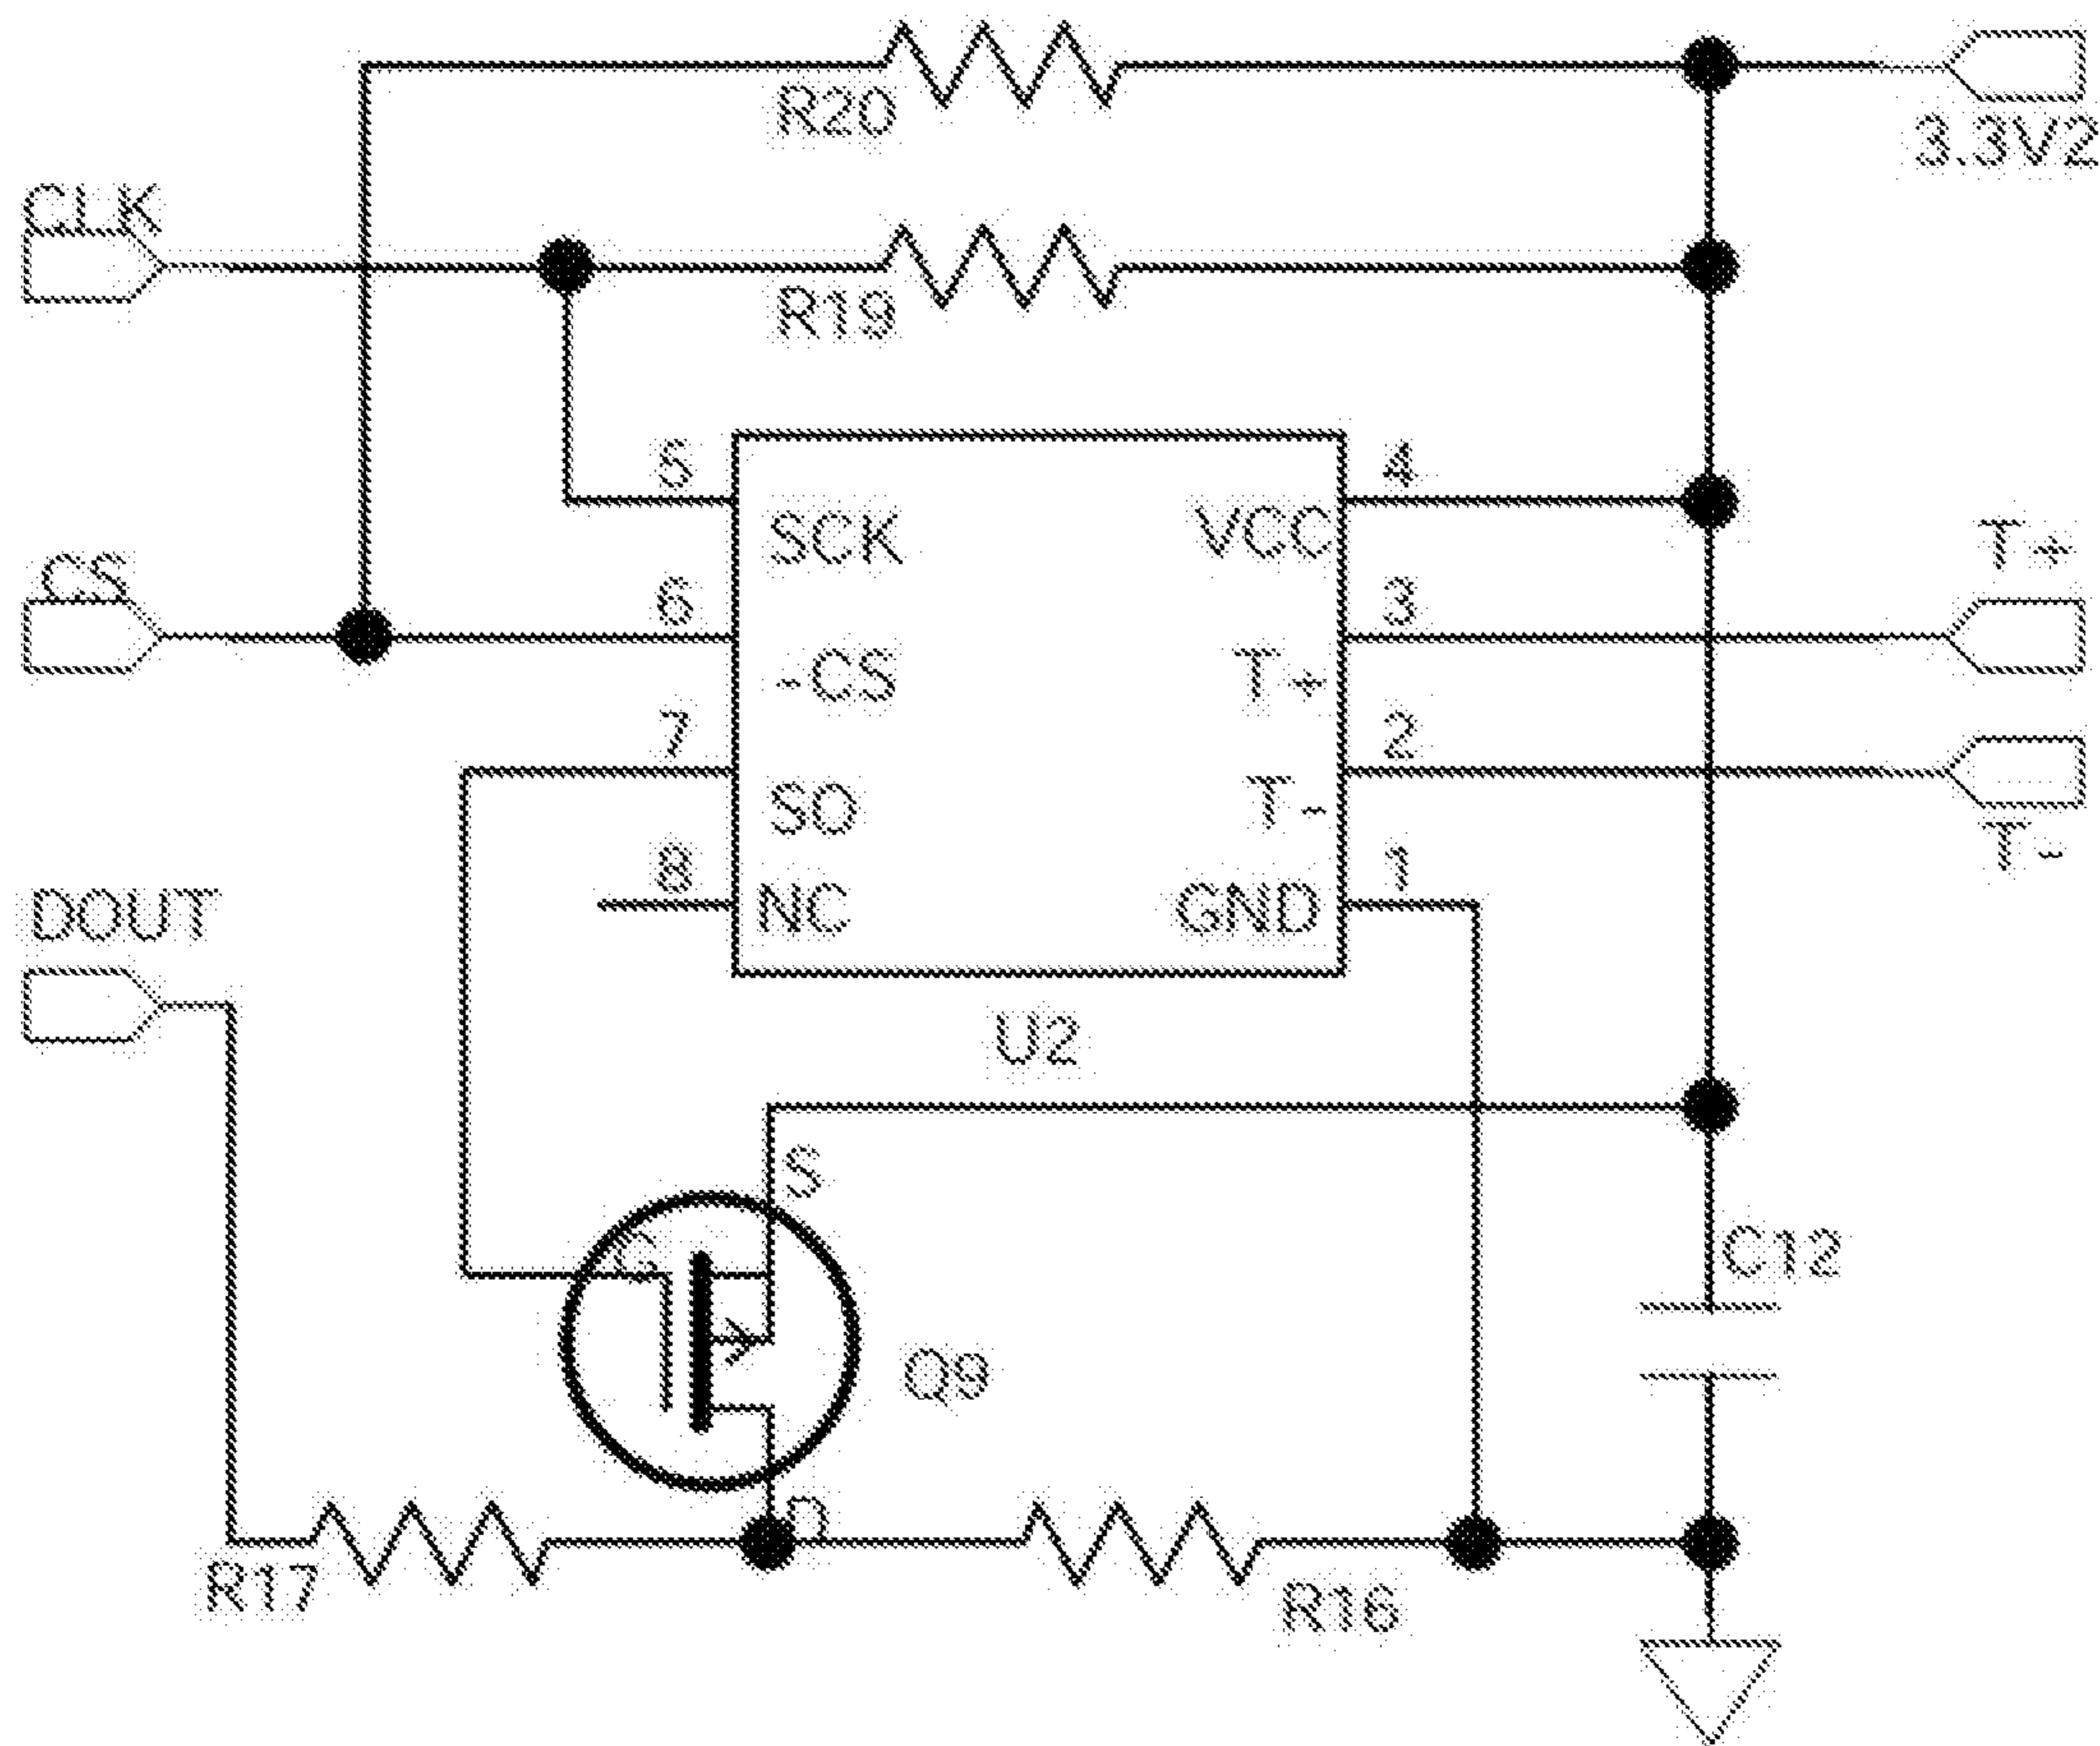 R20
3.3V2
CLK
R19
5
4
SCK
VCC
T+
CS
6
3
-CS
T+
7
2
SO
T-
T-
8
1
DOUT
NC
GND
U2
S
G
C12
Q9
D
R17
R16